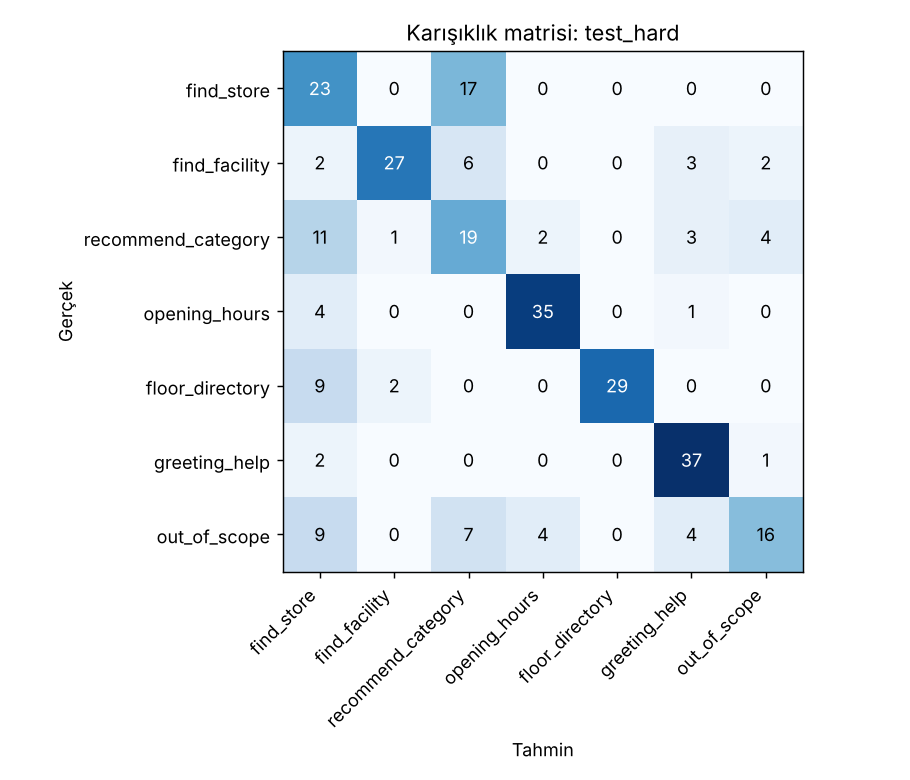 Karışıklık matrisi: test_hard
Gerçek
find_store 23 0 17 0 0 0 0
find_facility 2 27 6 0 0 3 2
recommend_category 11 1 19 2 0 3 4
opening_hours 4 0 0 35 0 1 0
floor_directory 9 2 0 0 29 0 0
greeting_help 2 0 0 0 0 37 1
out_of_scope 9 0 7 4 0 4 16
find_store find_facility recommend_category opening_hours floor_directory greeting_help out_of_scope
Tahmin